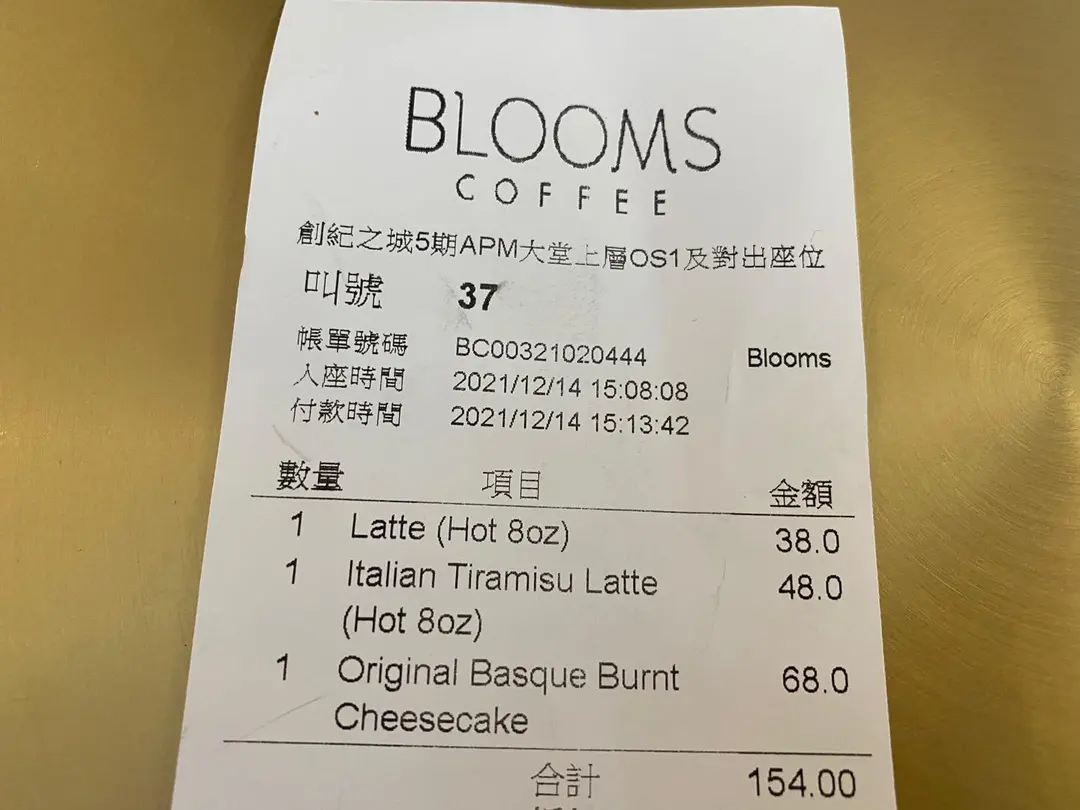 BLOOMS
COFFEE
創紀之城5期APM大堂上層OS1及對出座位
叫號 37
帳單號碼 BC00321020444 Blooms
入座時間 2021/12/14 15:08:08
付款時間 2021/12/14 15:13:42
數量 項目 金額
1 Latte (Hot 8oz) 38.0
1 Italian Tiramisu Latte 48.0
(Hot 8oz)
1 Original Basque Burnt 68.0
Cheesecake
合計 154.00